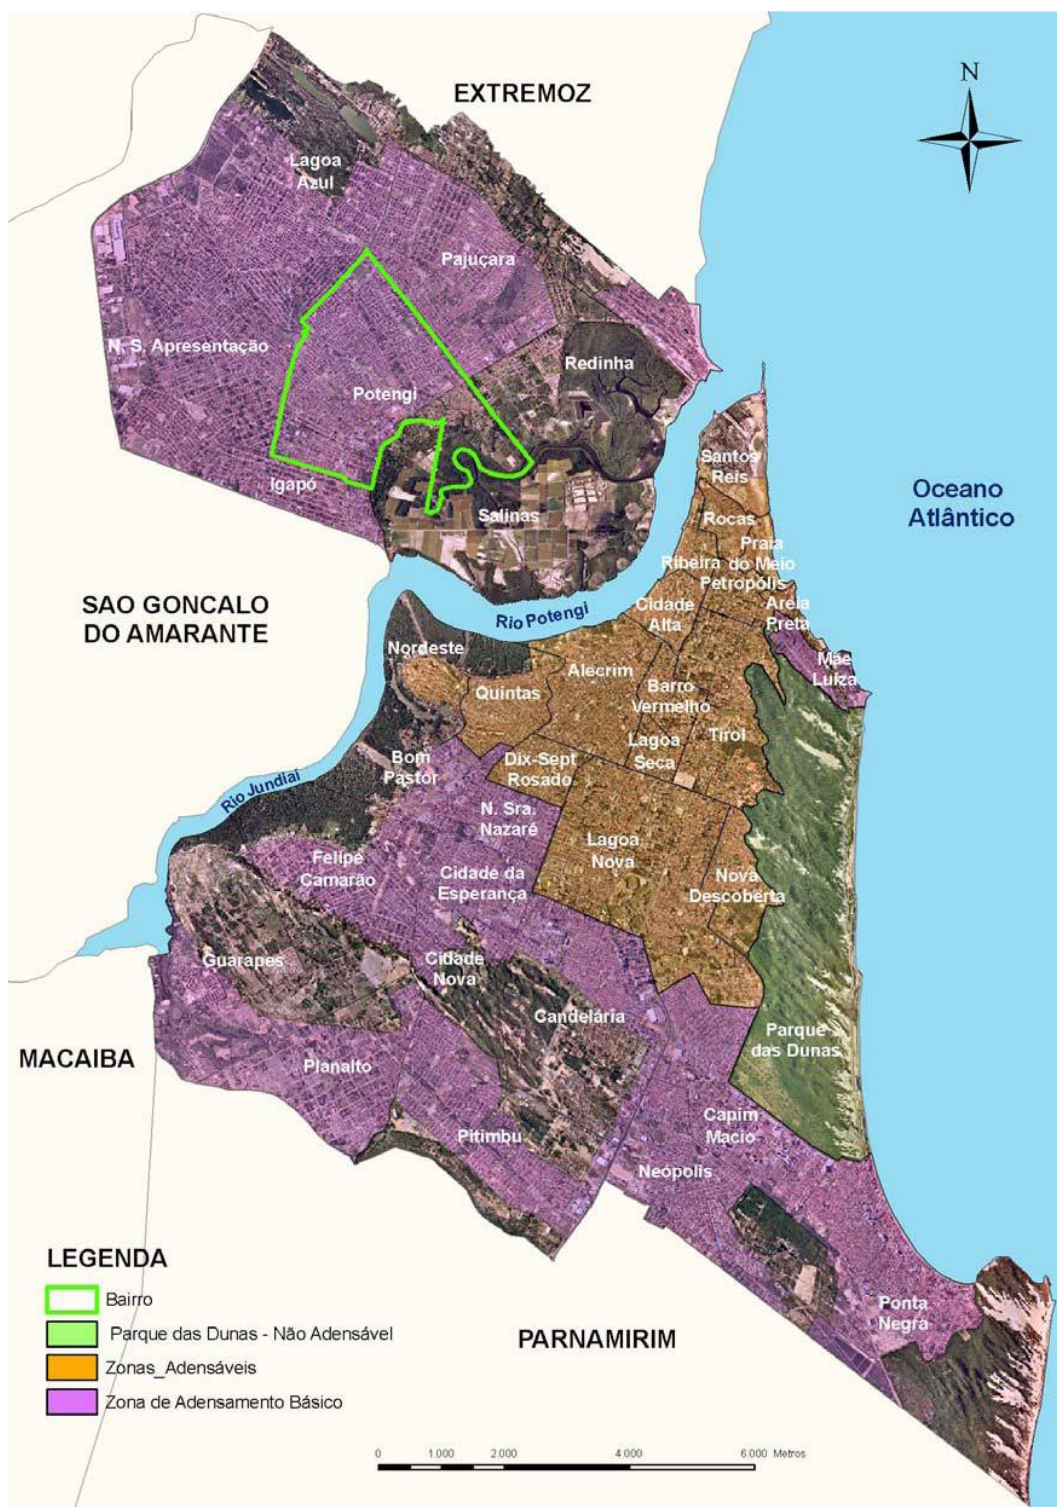 EXTREMOZ
N
Lagoa
Azul
Pajuçara
N. S. Apresentação
Redinha
Potengi
Igapó
Salinas
Santos
Reis
Oceano
Atlântico
Rocas
Praia
do Meio
Ribeira
Petropólis
SAO GONCALO
DO AMARANTE
Rio Potengi
Cidade
Alta
Areia
Preta
Nordeste
Mãe
Luíza
Alecrim
Quintas
Barro
Vermelho
Tirol
Lagoa
Seca
Dix-Sept
Rosado
Bom
Pastor
Rio Jundiaí
N. Sra.
Nazaré
Lagoa
Nova
Felipe
Camarão
Cidade da
Esperança
Nova
Descoberta
Guarapes
Cidade
Nova
Candelária
Parque
das Dunas
MACAIBA
Planalto
Capim
Macio
Pitimbu
Neópolis
Ponta
Negra
PARNAMIRIM
LEGENDA
Bairro
Parque das Dunas - Não Adensável
Zonas_Adensáveis
Zona de Adensamento Básico
0 1.000 2.000 4.000 6.000 Metros